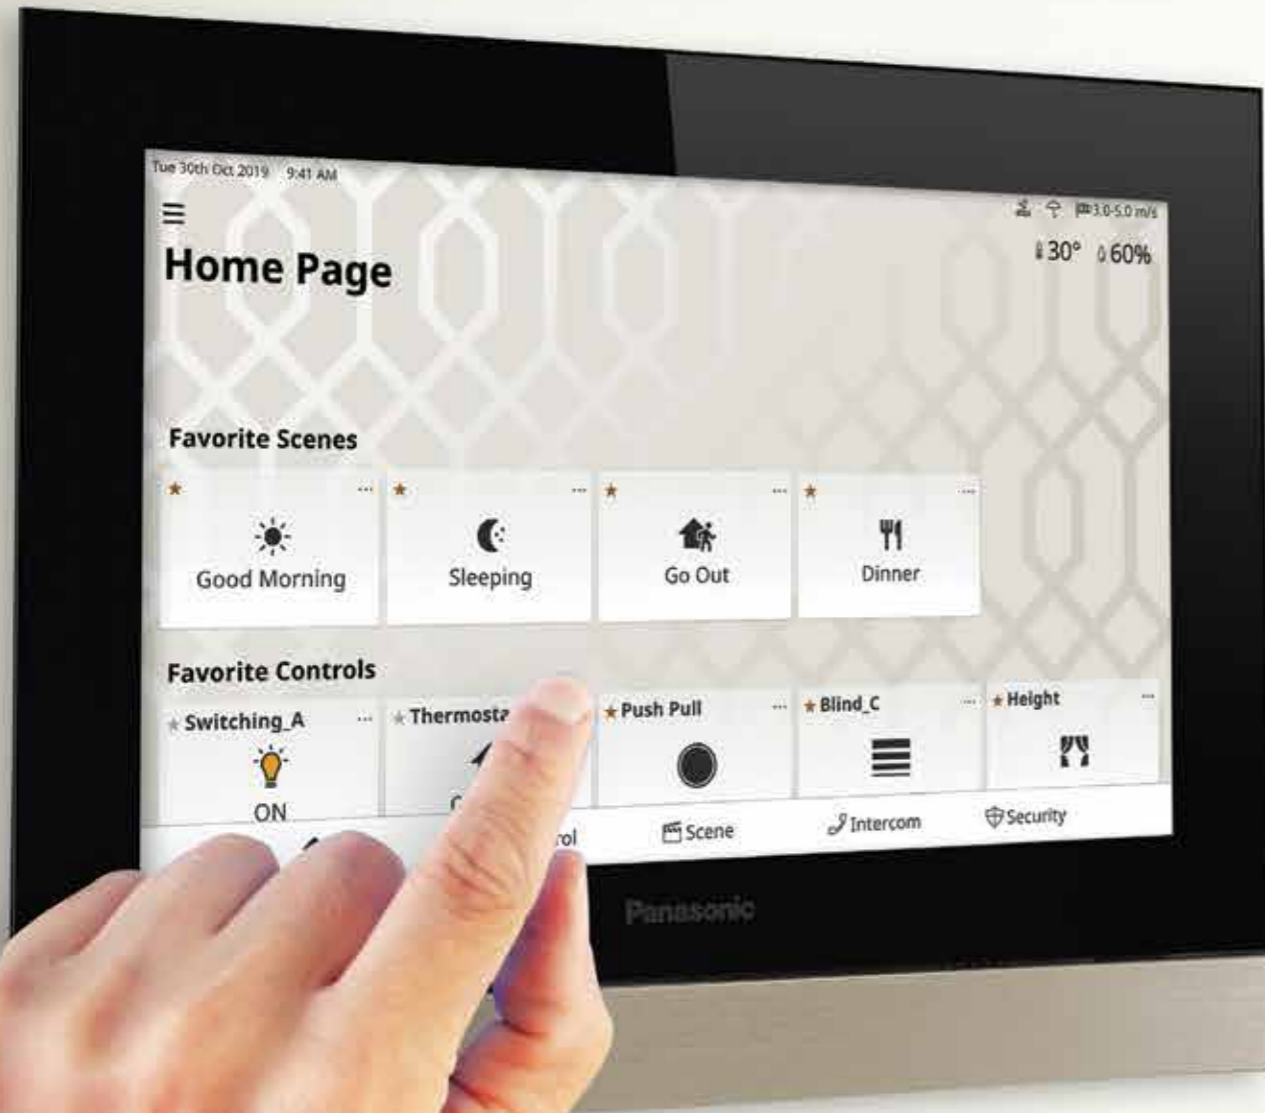 Tue 30th Oct 2019 9:41 AM
3.0-5.0 m/s
Home Page
30° 60%
Favorite Scenes
Good Morning Sleeping Go Out Dinner
Favorite Controls
Switching_A Push Pull Blind_C Height
ON
Scene Intercom Security
Panasonic